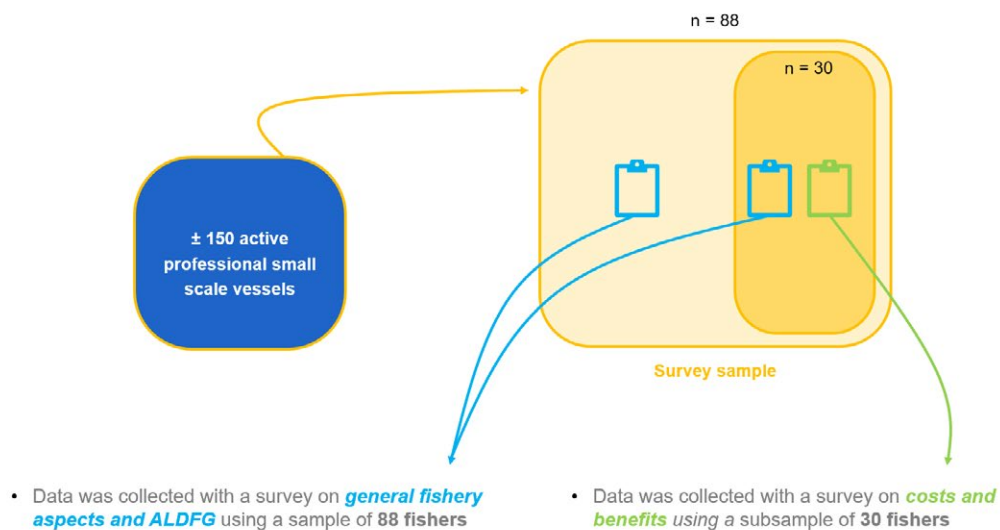 n = 88
n = 30
± 150 active
professional small
scale vessels
Survey sample
• Data was collected with a survey on general fishery
aspects and ALDFG using a sample of 88 fishers
• Data was collected with a survey on costs and
benefits using a subsample of 30 fishers